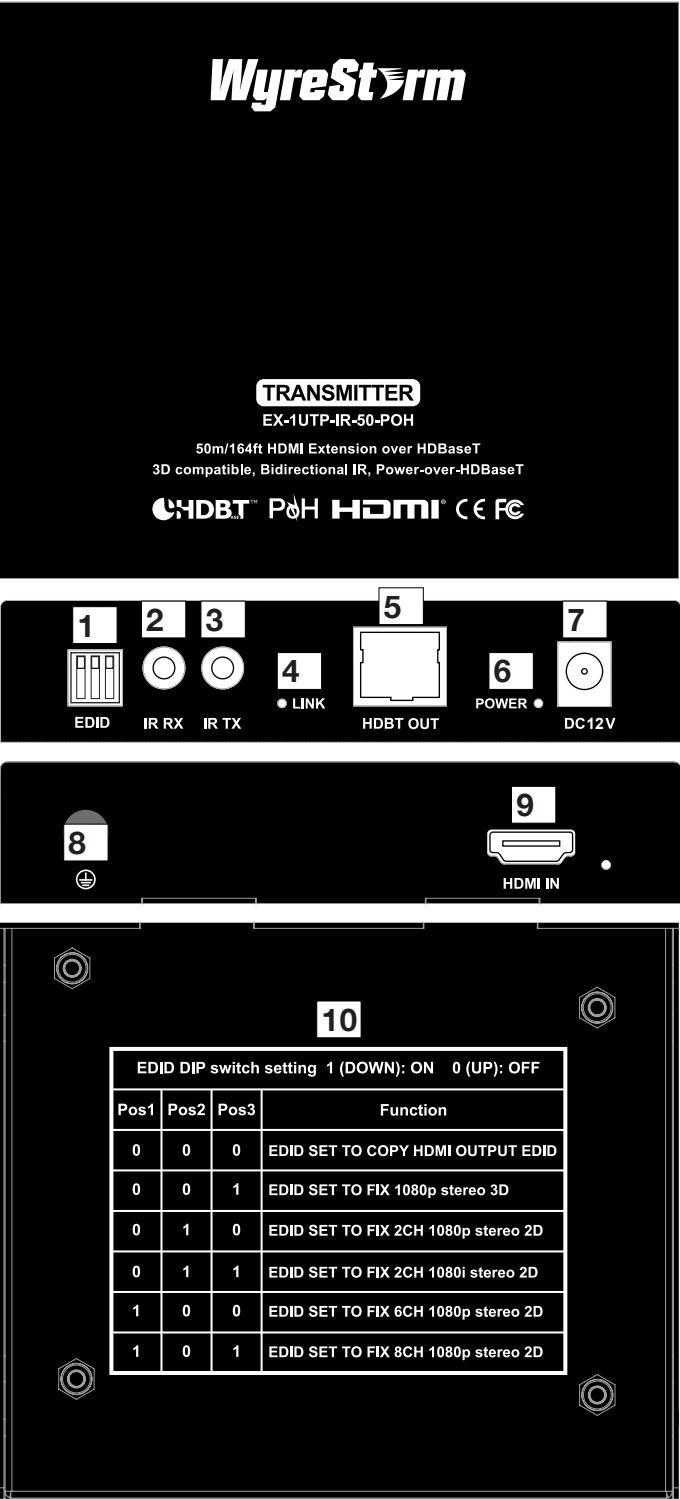 WyreStorm
TRANSMITTER
EX-1UTP-IR-50-POH
50m/164ft HDMI Extension over HDBaseT
3D compatible, Bidirectional IR, Power-over-HDBaseT
HDBT™ PoH HDMI® CE FC
1 2 3 4 5 6 7
EDID IR RX IR TX LINK HDBT OUT POWER DC12V
8 9
HDMI IN
10
EDID DIP switch setting 1 (DOWN): ON 0 (UP): OFF
Pos1 Pos2 Pos3 Function
0 0 0 EDID SET TO COPY HDMI OUTPUT EDID
0 0 1 EDID SET TO FIX 1080p stereo 3D
0 1 0 EDID SET TO FIX 2CH 1080p stereo 2D
0 1 1 EDID SET TO FIX 2CH 1080i stereo 2D
1 0 0 EDID SET TO FIX 6CH 1080p stereo 2D
1 0 1 EDID SET TO FIX 8CH 1080p stereo 2D